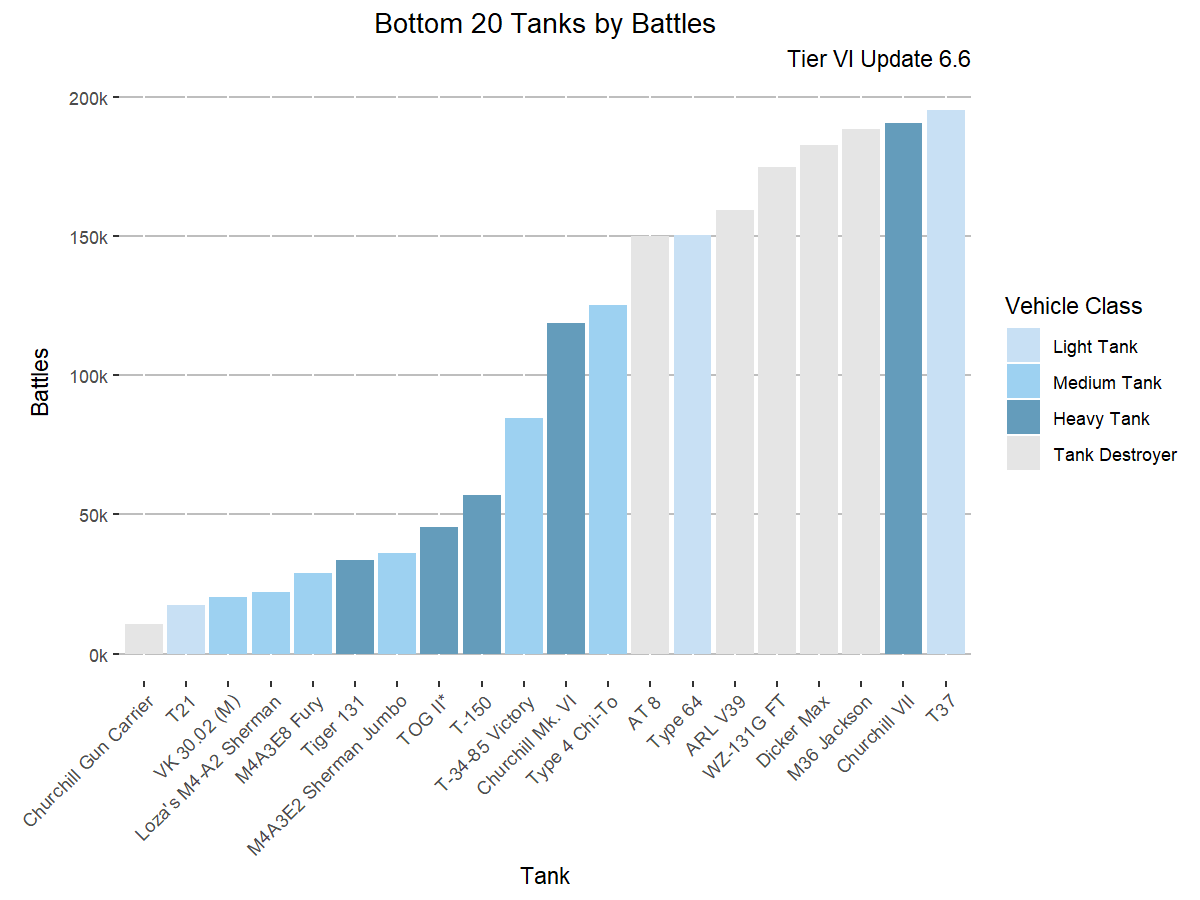 Bottom 20 Tanks by Battles
Tier VI Update 6.6
200k
150k
100k
50k
0k
Battles
Churchill Gun Carrier
T21
VK 30.02 (M)
Loza's M4-A2 Sherman
M4A3E8 Fury
Tiger 131
M4A3E2 Sherman Jumbo
TOG II*
T-150
T-34-85 Victory
Churchill Mk. VI
Type 4 Chi-To
AT 8
Type 64
ARL V39
WZ-131G FT
Dicker Max
M36 Jackson
Churchill VII
T37
Tank
Vehicle Class
Light Tank
Medium Tank
Heavy Tank
Tank Destroyer